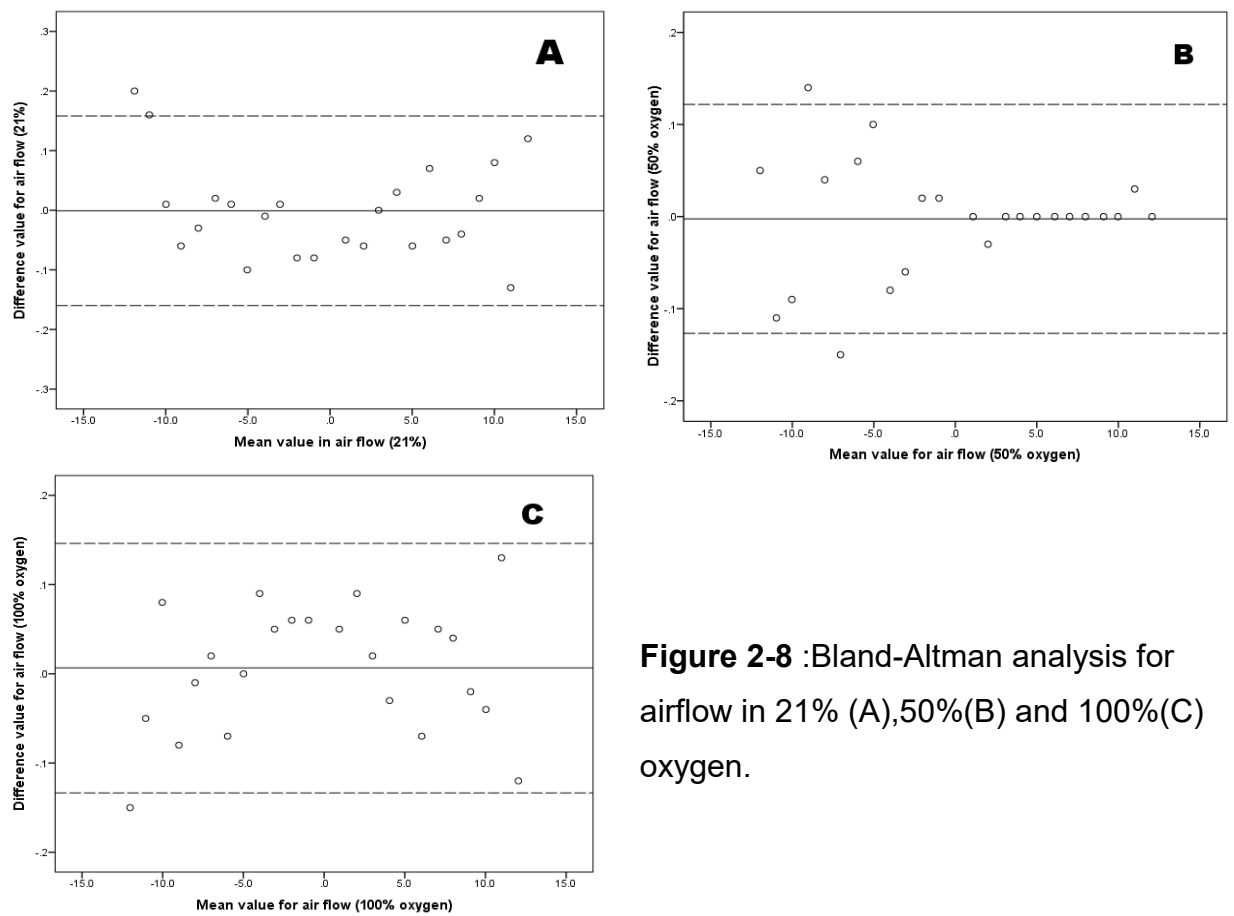 A
Difference value for air flow (21%)
.3
.2
.1
.0
-.1
-.2
-.3
-15.0 -10.0 -5.0 .0 5.0 10.0 15.0
Mean value in air flow (21%)
B
Difference value for air flow (50% oxygen)
.2
.1
.0
-.1
-.2
-15.0 -10.0 -5.0 .0 5.0 10.0 15.0
Mean value for air flow (50% oxygen)
C
Difference value for air flow (100% oxygen)
.2
.1
.0
-.1
-.2
-15.0 -10.0 -5.0 .0 5.0 10.0 15.0
Mean value for air flow (100% oxygen)
Figure 2-8 :Bland-Altman analysis for
airflow in 21% (A),50%(B) and 100%(C)
oxygen.